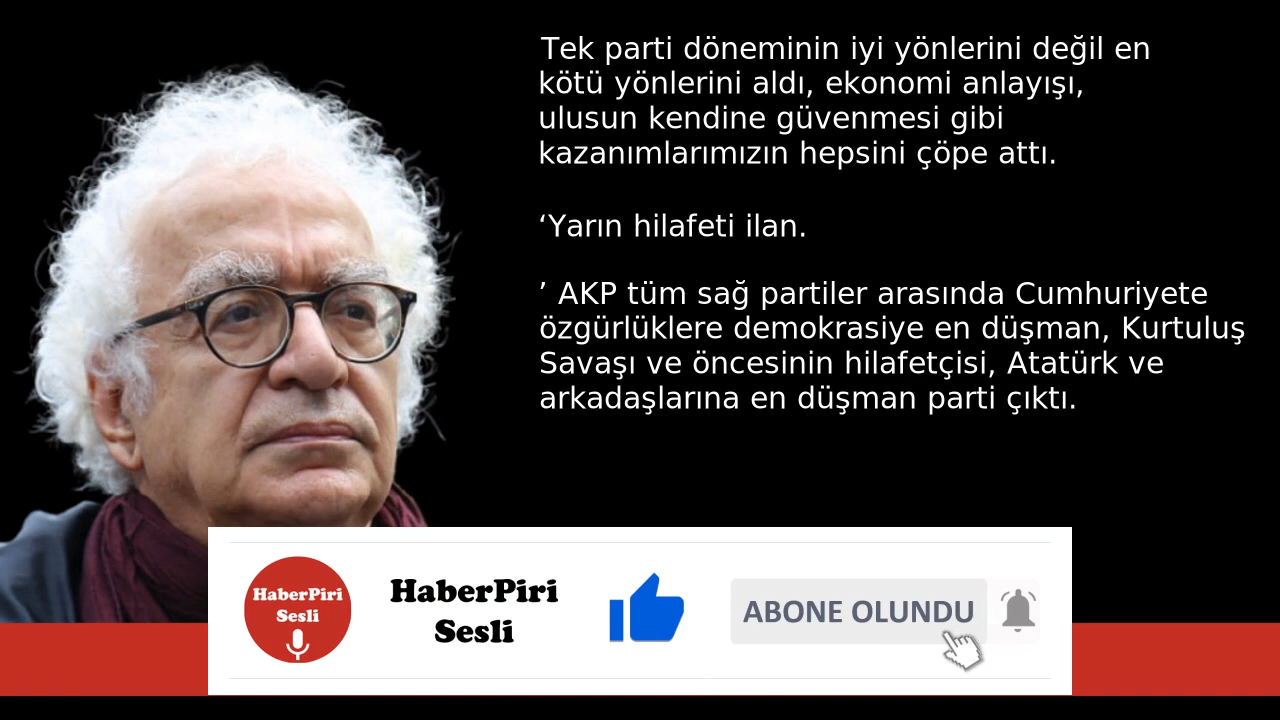 Tek parti döneminin iyi yönlerini değil en
kötü yönlerini aldı, ekonomi anlayışı,
ulusun kendine güvenmesi gibi
kazanımlarımızın hepsini çöpe attı.
‘Yarın hilafeti ilan.
’ AKP tüm sağ partiler arasında Cumhuriyete
özgürlüklere demokrasiye en düşman, Kurtuluş
Savaşı ve öncesinin hilafetçisi, Atatürk ve
arkadaşlarına en düşman parti çıktı.
HaberPiri
Sesli
HaberPiri
Sesli
ABONE OLUNDU